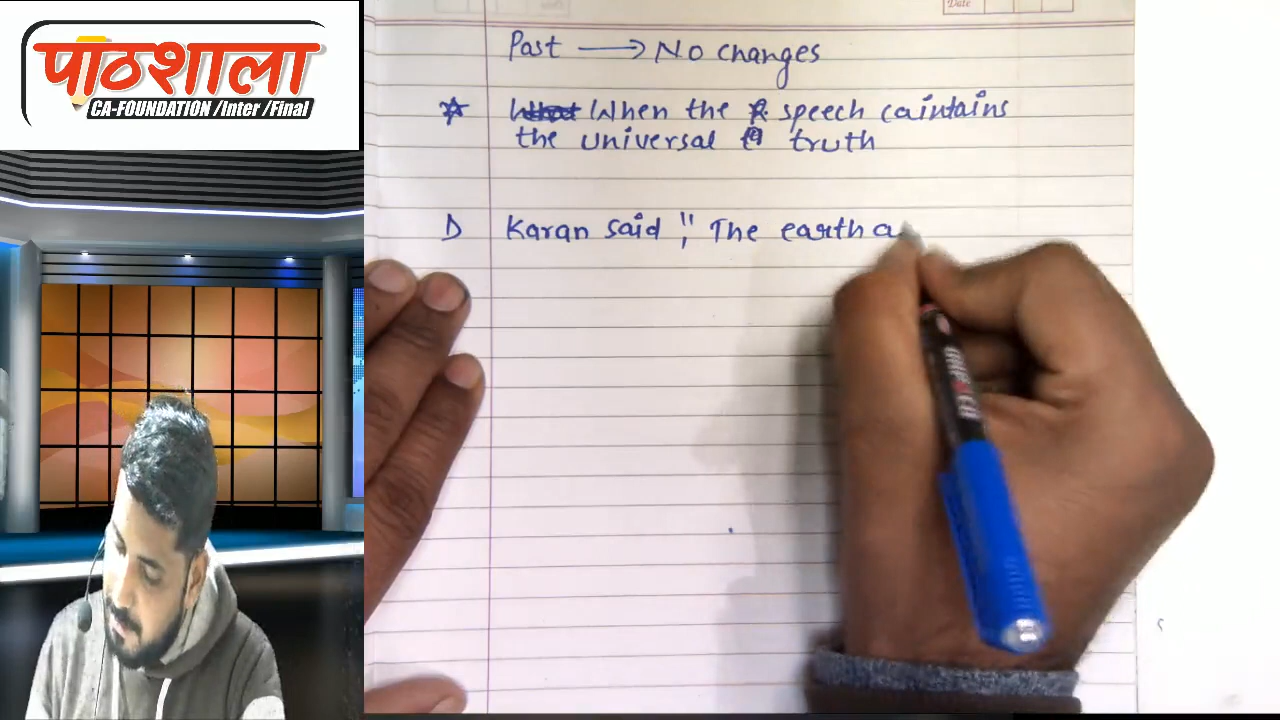 पाठशाला
CA-FOUNDATION /Inter /Final
Date
Past → No changes
When the speech caintains
the universal truth
Karan said ," The earth a